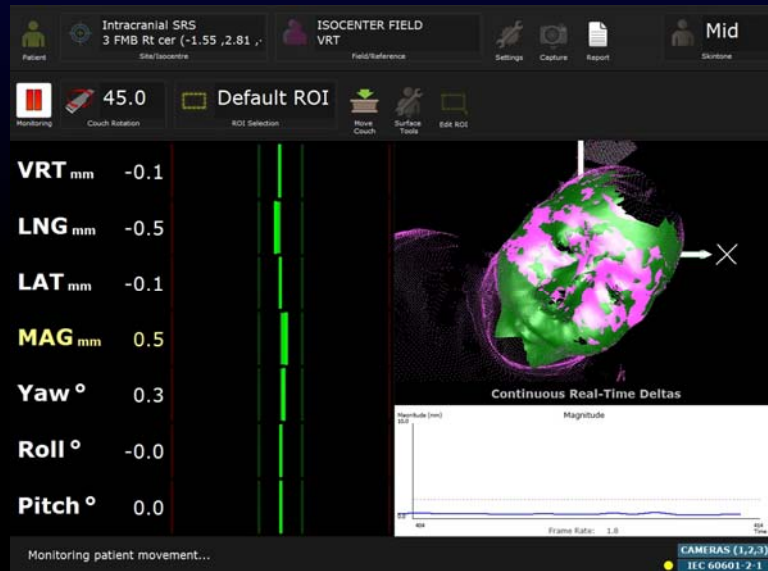 Intracranial SRS
3 FMB Rt cer (-1.55 ,2.81 ,-
Patient
Site/Isocentre
ISOCENTER FIELD
VRT
Field/Reference
Settings
Capture
Report
Mid
Skintone
45.0
Default ROI
Monitoring
Couch Rotation
ROI Selection
Move
Couch
Surface
Tools
Edit ROI
VRT mm -0.1
LNG mm -0.5
LAT mm -0.1
MAG mm 0.5
Yaw ° 0.3
Roll ° -0.0
Pitch ° 0.0
X
Continuous Real-Time Deltas
Magnitude (mm)
Magnitude
10.0
0.0
404
414
Frame Rate: 1.8
Time
Monitoring patient movement...
CAMERAS (1,2,3)
IEC 60601-2-1